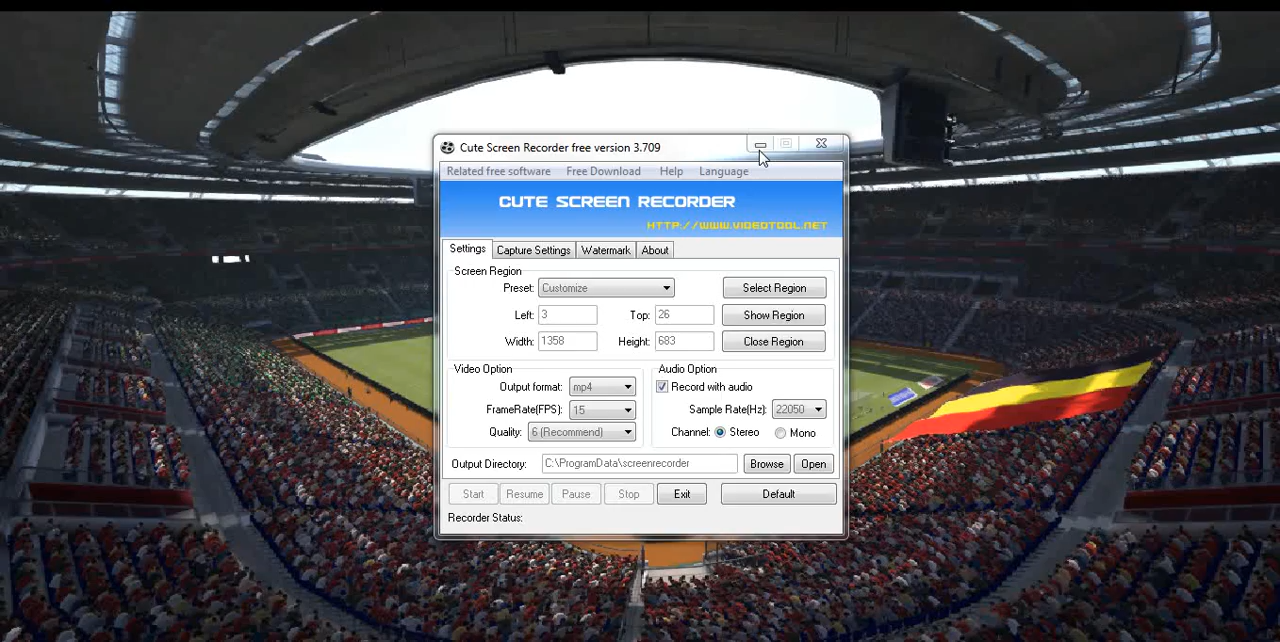 Cute Screen Recorder free version 3.709
Related free software Free Download Help Language
CUTE SCREEN RECORDER
HTTP://WWW.VIDEOTOOL.NET
Settings Capture Settings Watermark About
Screen Region
Preset: Customize Select Region
Left: 3 Top: 26 Show Region
Width: 1358 Height: 683 Close Region
Video Option Audio Option
Output format: mp4 Record with audio
FrameRate(FPS): 15 Sample Rate(Hz): 22050
Quality: 6 (Recommend) Channel: Stereo Mono
Output Directory: C:\ProgramData\screenrecorder Browse Open
Start Resume Pause Stop Exit Default
Recorder Status: